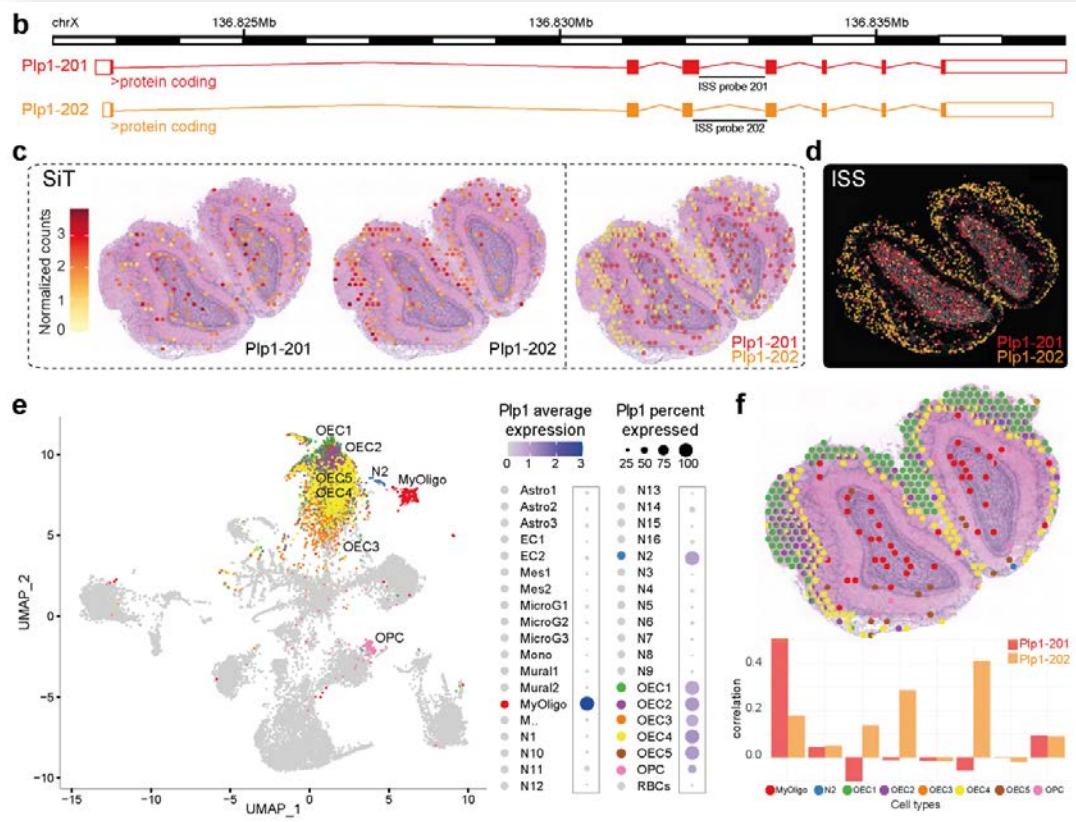 b
chrX 136.825Mb 136.830Mb 136.835Mb
Plp1-201
>protein coding
ISS probe 201
Plp1-202
>protein coding
ISS probe 202
c
SiT
Normalized counts
3
2
1
0
Plp1-201
Plp1-202
Plp1-201
Plp1-202
d
ISS
Plp1-201
Plp1-202
e
10
5
0
−5
−10
UMAP_2
−15 −10 −5 0 5 10
UMAP_1
OEC1
OEC2
OEC5
OEC4
N2
MyOligo
OEC3
OPC
Plp1 average
expression
0 1 2 3
Plp1 percent
expressed
25 50 75 100
Astro1
Astro2
Astro3
EC1
EC2
Mes1
Mes2
MicroG1
MicroG2
MicroG3
Mono
Mural1
Mural2
MyOligo
M..
N1
N10
N11
N12
N13
N14
N15
N16
N2
N3
N4
N5
N6
N7
N8
N9
OEC1
OEC2
OEC3
OEC4
OEC5
OPC
RBCs
f
Plp1-201
Plp1-202
correlation
0.4
0.2
0.0
MyOligo N2 OEC1 OEC2 OEC3 OEC4 OEC5 OPC
Cell types